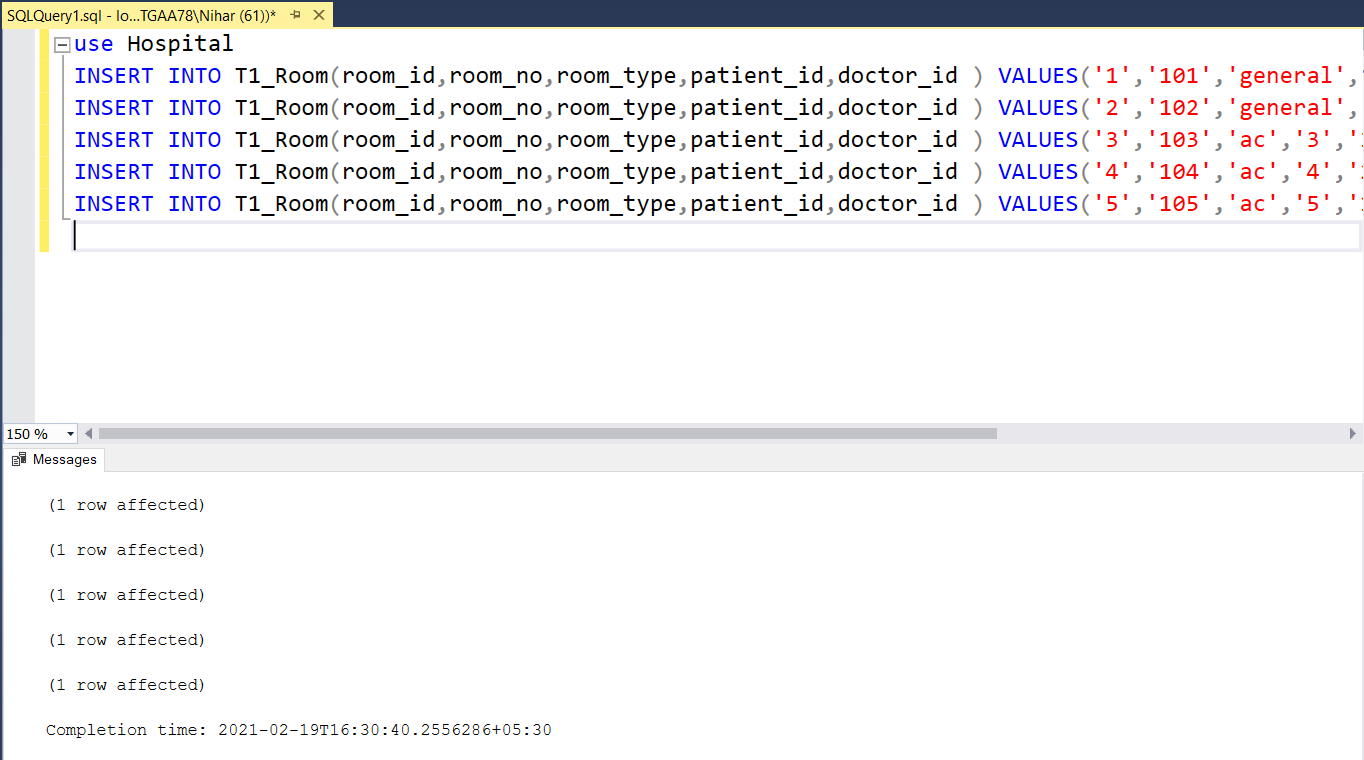 SQLQuery1.sql - lo...TGAA78\Nihar (61))*
use Hospital
INSERT INTO T1_Room(room_id,room_no,room_type,patient_id,doctor_id ) VALUES('1','101','general',
INSERT INTO T1_Room(room_id,room_no,room_type,patient_id,doctor_id ) VALUES('2','102','general',
INSERT INTO T1_Room(room_id,room_no,room_type,patient_id,doctor_id ) VALUES('3','103','ac','3','
INSERT INTO T1_Room(room_id,room_no,room_type,patient_id,doctor_id ) VALUES('4','104','ac','4','
INSERT INTO T1_Room(room_id,room_no,room_type,patient_id,doctor_id ) VALUES('5','105','ac','5','
150 %
Messages
(1 row affected)
(1 row affected)
(1 row affected)
(1 row affected)
(1 row affected)
Completion time: 2021-02-19T16:30:40.2556286+05:30